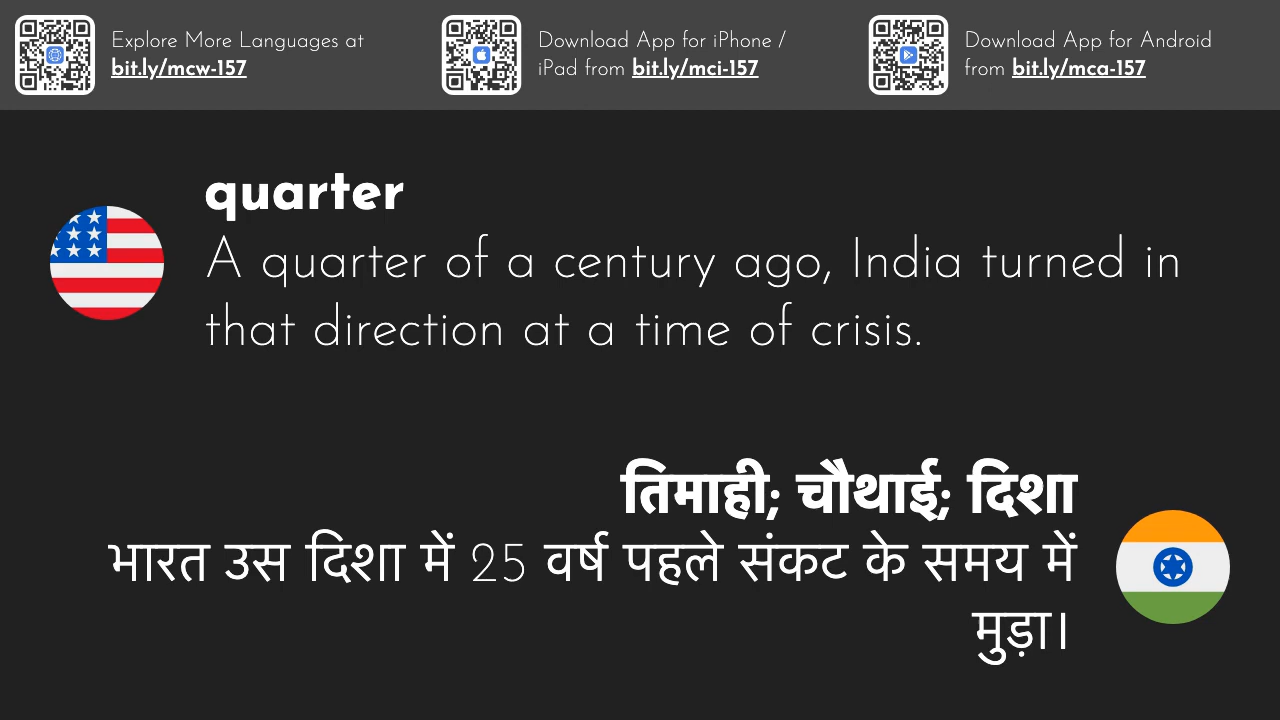 Explore More Languages at
bit.ly/mcw-157
Download App for iPhone /
iPad from bit.ly/mci-157
Download App for Android
from bit.ly/mca-157
quarter
A quarter of a century ago, India turned in
that direction at a time of crisis.
तिमाही; चौथाई; दिशा
भारत उस दिशा में 25 वर्ष पहले संकट के समय में
मुड़ा।